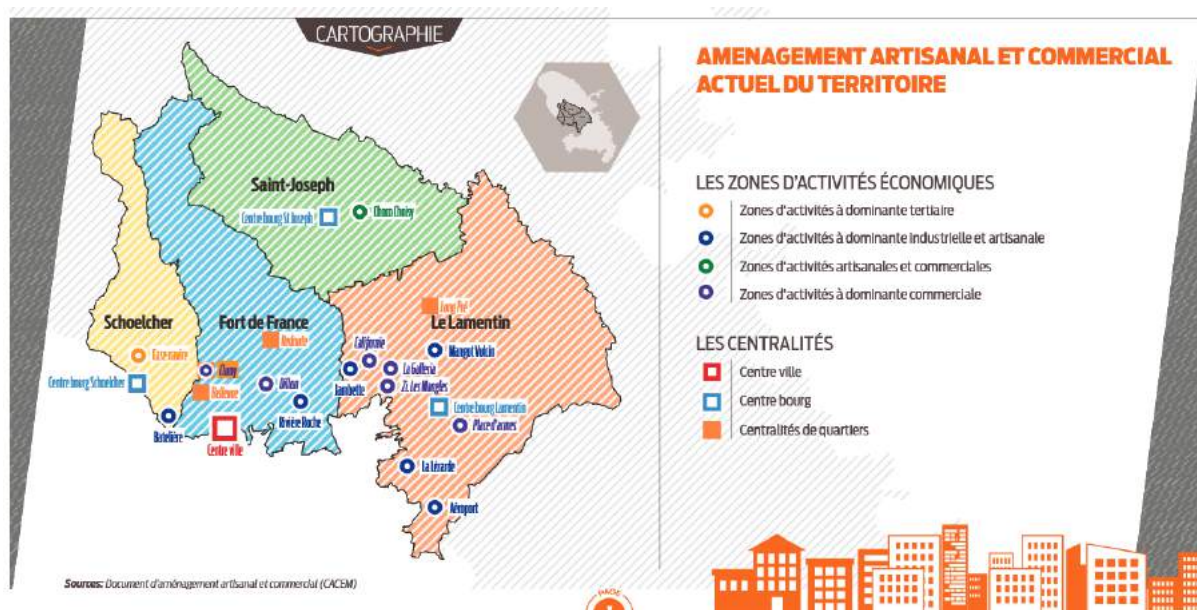 CARTOGRAPHIE
AMENAGEMENT ARTISANAL ET COMMERCIAL
ACTUEL DU TERRITOIRE
Saint-Joseph
Centre bourg St Joseph
Choco Choisy
LES ZONES D'ACTIVITÉS ÉCONOMIQUES
Zones d'activités à dominante tertiaire
Zones d'activités à dominante industrielle et artisanale
Zones d'activités artisanales et commerciales
Zones d'activités à dominante commerciale
Long Pré
Schoelcher
Fort de France
Le Lamentin
Redoute
Californie
Mangot Vulcin
Case navire
Cluny
La Galleria
Centre bourg Schoelcher
Dillon
Jambette
Zi. Les Mangles
Bellevue
Rivière Roche
Centre bourg Lamentin
Batelière
Place d'armes
Centre ville
La Lézarde
Aéroport
LES CENTRALITÉS
Centre ville
Centre bourg
Centralités de quartiers
Sources: Document d'aménagement artisanal et commercial (CACEM)
PAGE